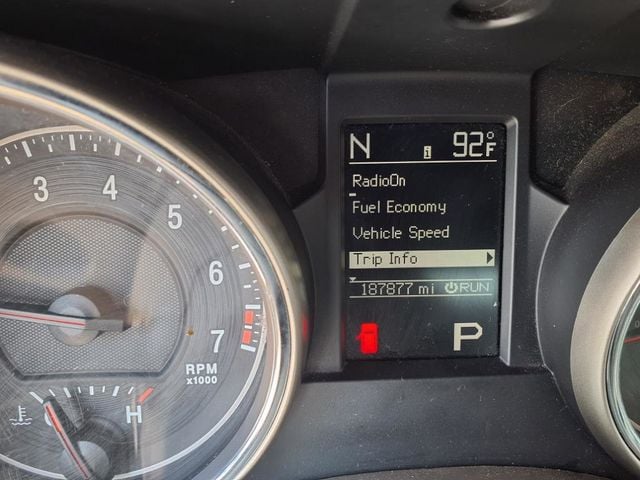 N i 92°F
RadioOn
Fuel Economy
Vehicle Speed
Trip Info
187877 mi RUN
P
3
4
5
6
7
RPM
x1000
C H